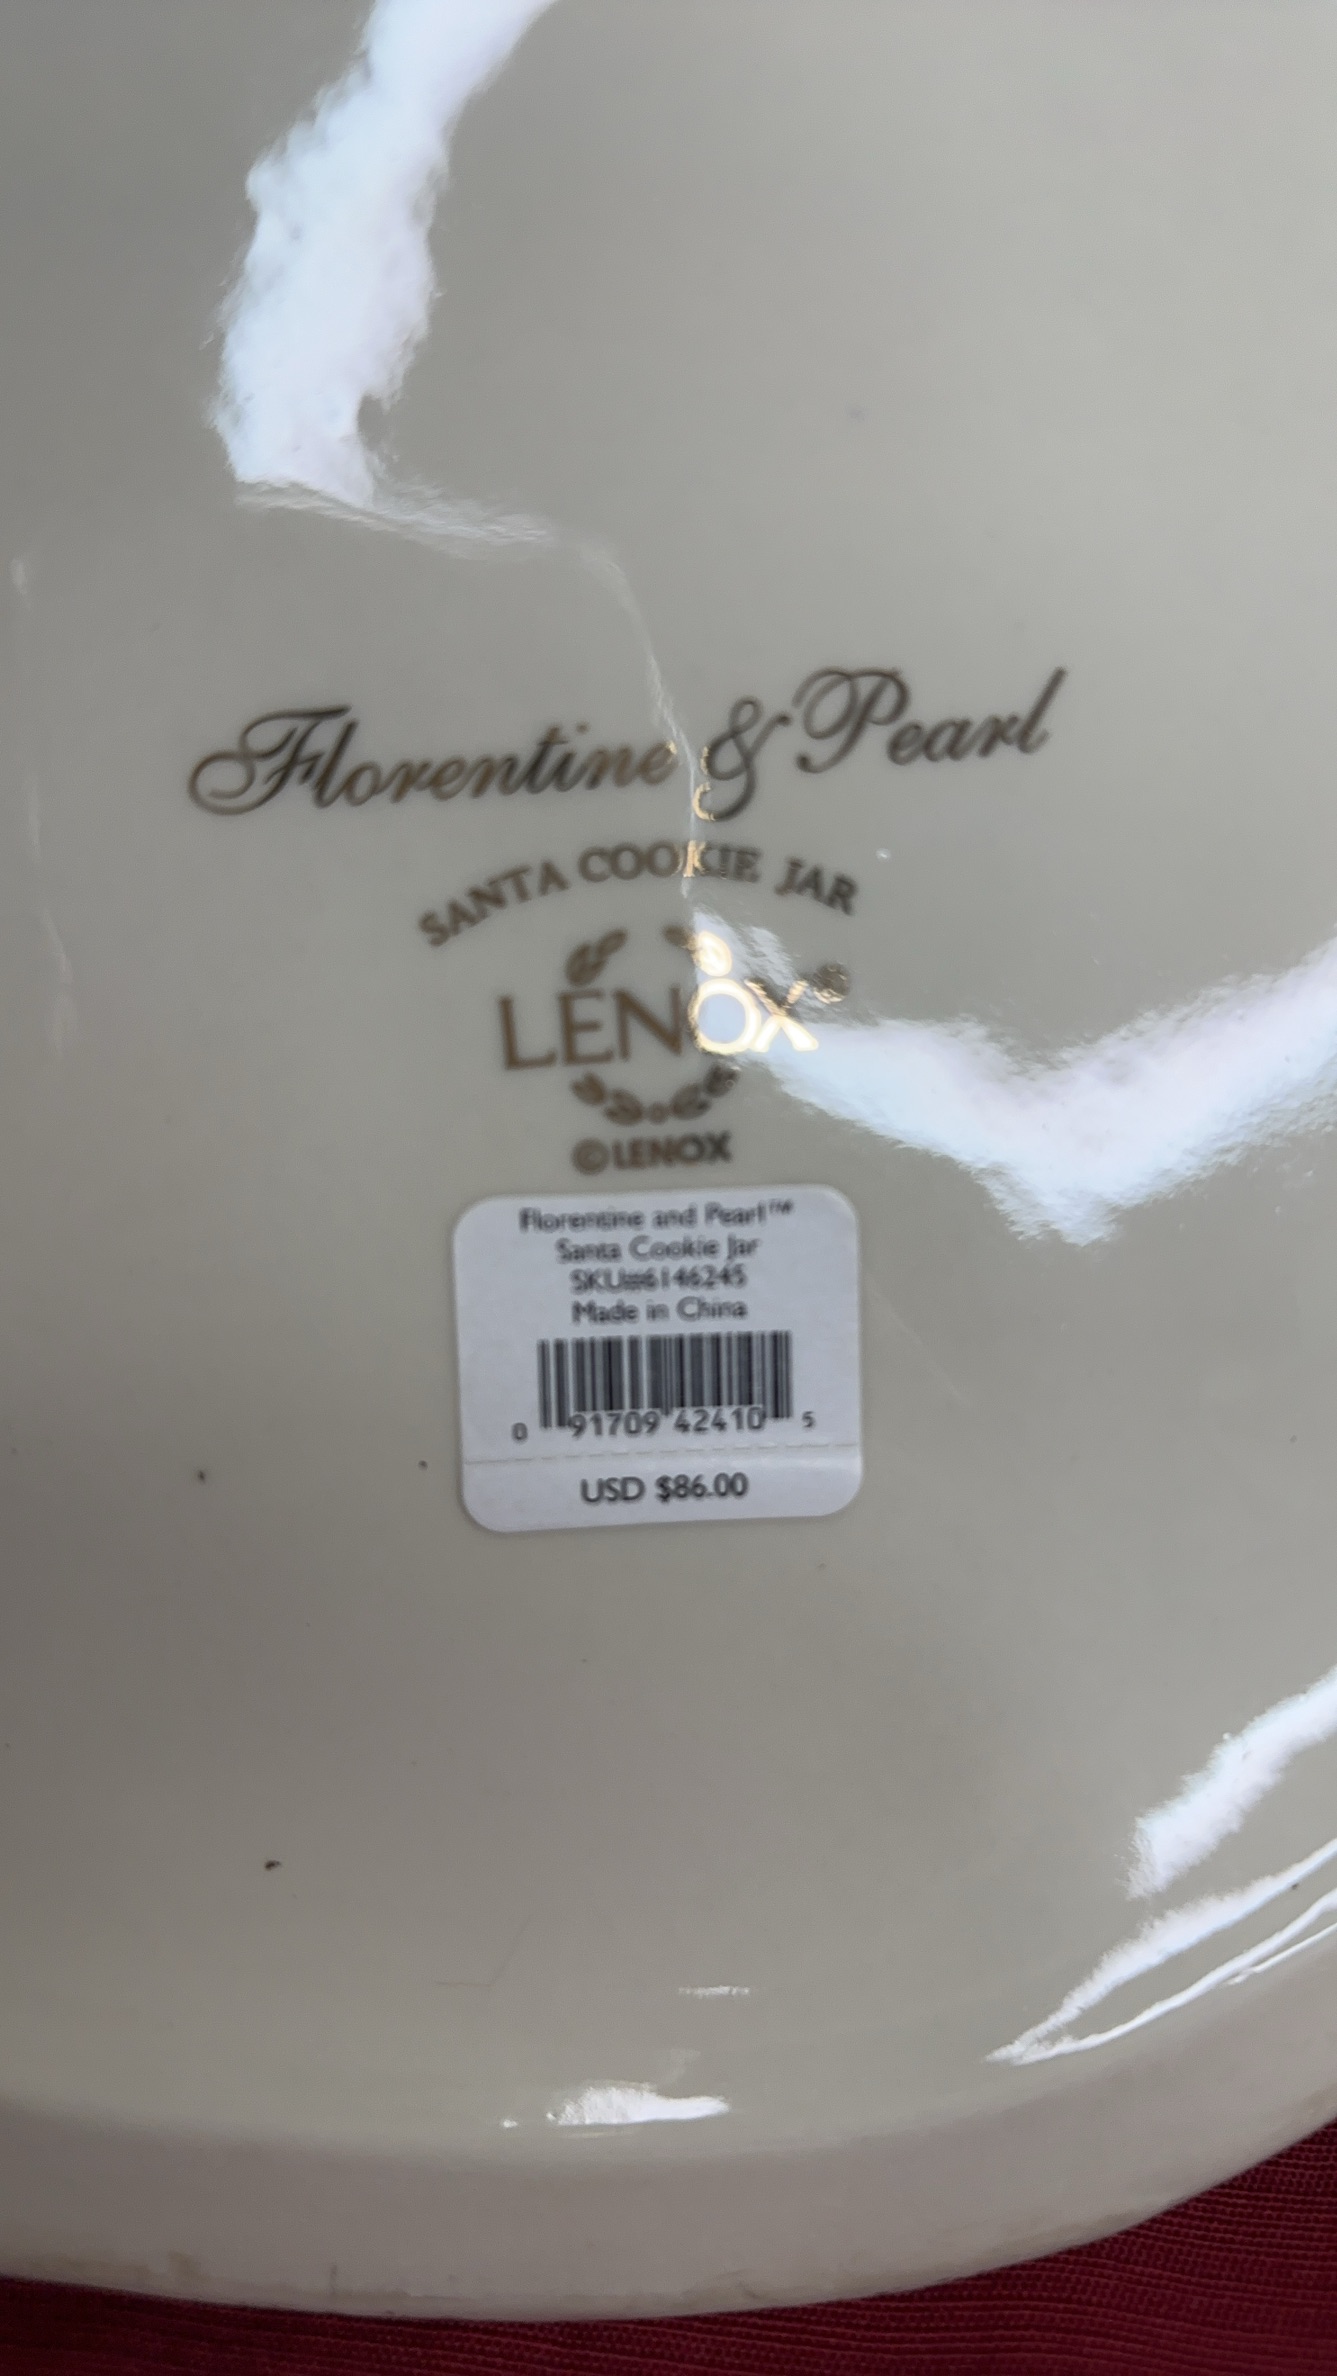 Florentine & Pearl
SANTA COOKIE JAR
LENOX®
©LENOX
Florentine and Pearl™
Santa Cookie Jar
SKU#6146245
Made in China
0 91709 42410 5
USD $86.00